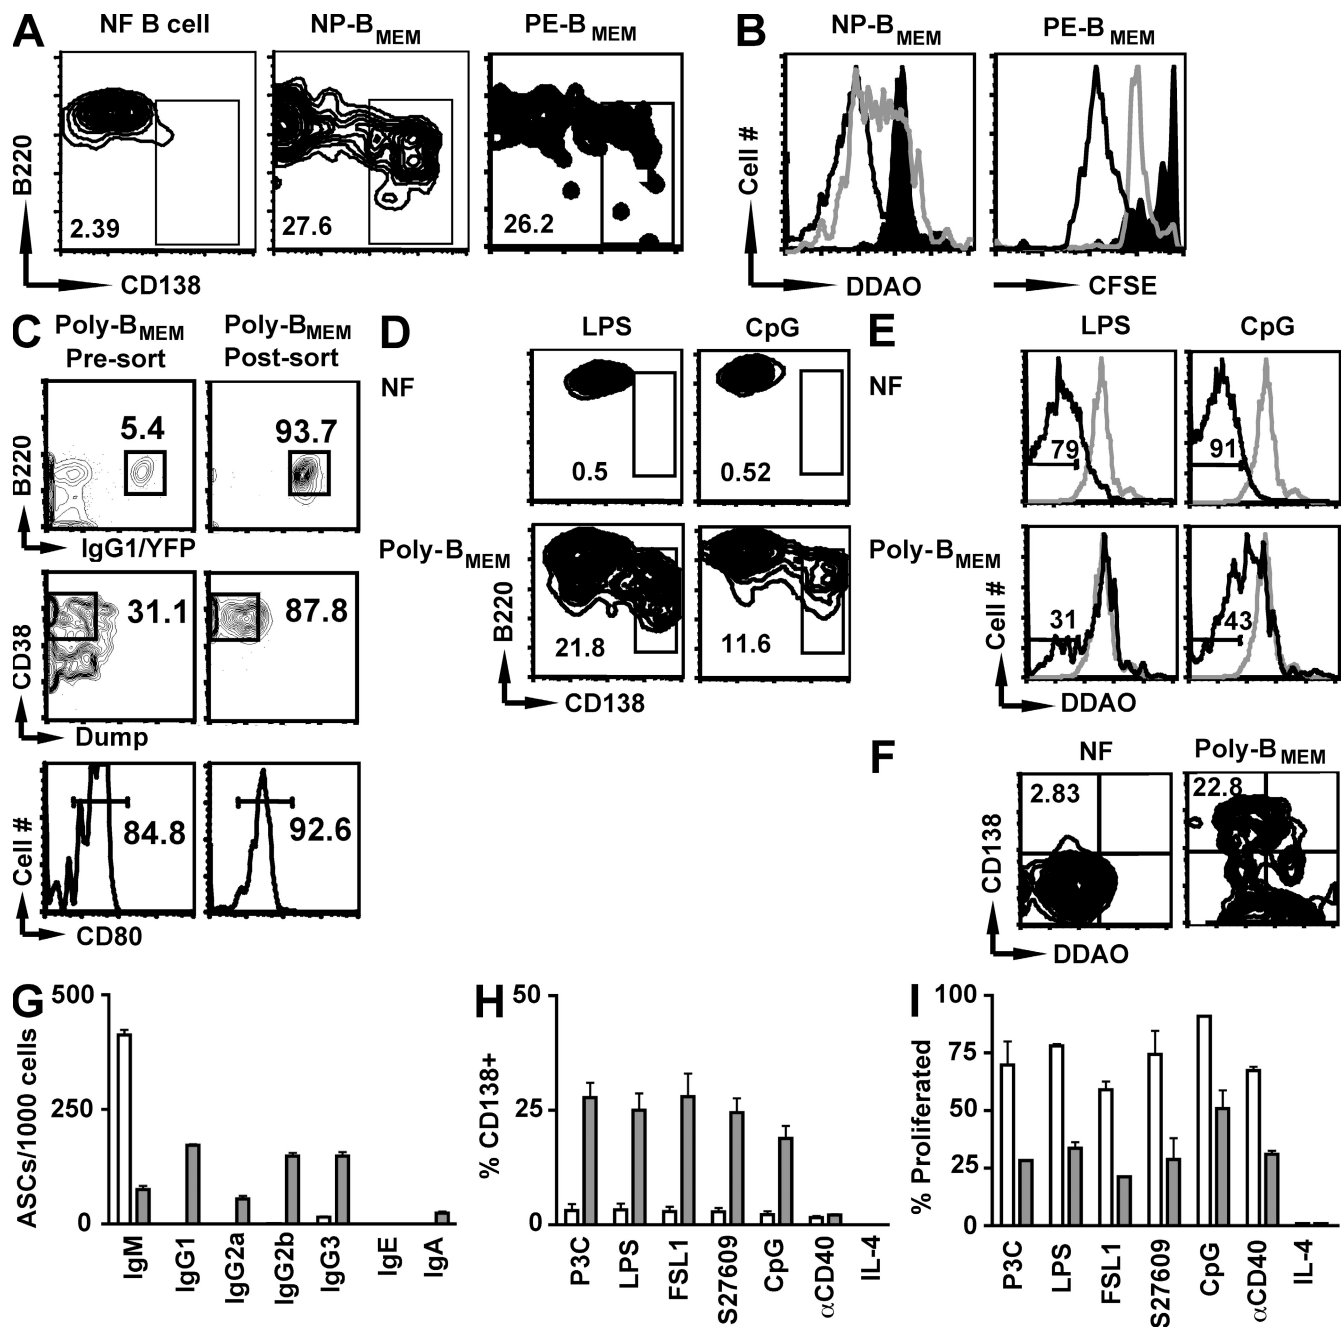 A
NF B cell
NP-BMEM
PE-BMEM
B220
2.39
27.6
26.2
CD138
B
NP-BMEM
PE-BMEM
Cell #
DDAO
CFSE
C
Poly-BMEM
Pre-sort
Poly-BMEM
Post-sort
B220
5.4
93.7
IgG1/YFP
CD38
31.1
87.8
Dump
Cell #
84.8
92.6
CD80
D
LPS
CpG
NF
0.5
0.52
Poly-BMEM
B220
21.8
11.6
CD138
E
LPS
CpG
NF
79
91
Poly-BMEM
Cell #
31
43
DDAO
F
NF
Poly-BMEM
CD138
2.83
22.8
DDAO
G
ASCs/1000 cells
500
250
0
IgM
IgG1
IgG2a
IgG2b
IgG3
IgE
IgA
H
% CD138+
50
25
0
P3C
LPS
FSL1
S27609
CpG
αCD40
IL-4
I
% Proliferated
100
75
50
25
0
P3C
LPS
FSL1
S27609
CpG
αCD40
IL-4